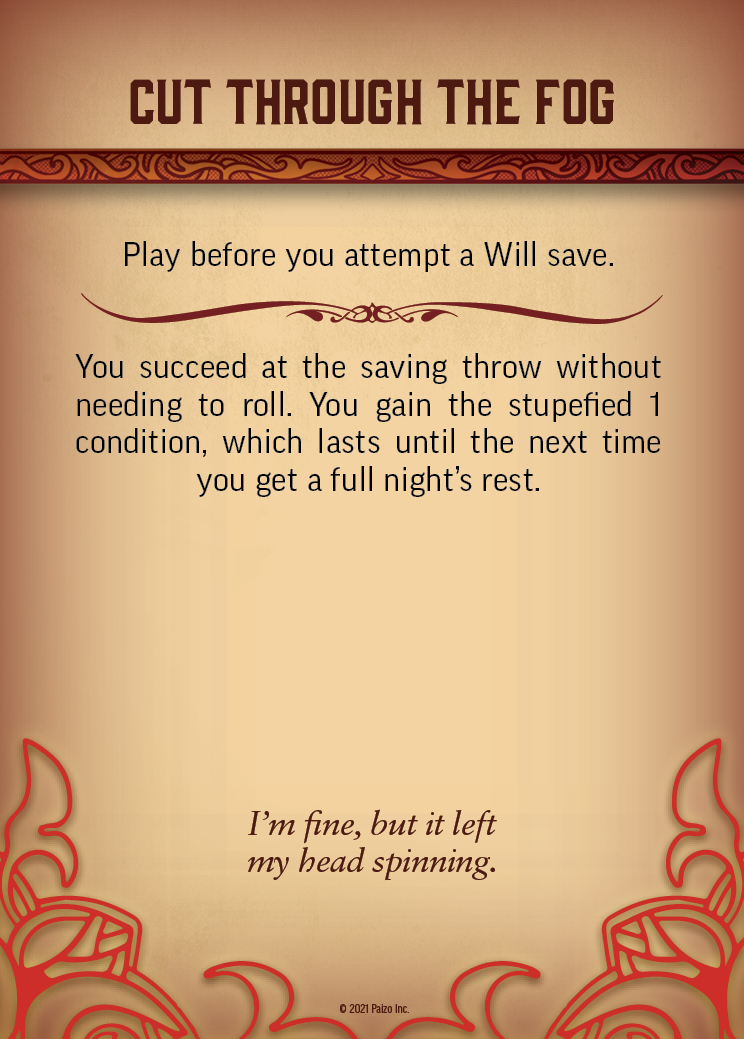 CUT THROUGH THE FOG
Play before you attempt a Will save.
You succeed at the saving throw without
needing to roll. You gain the stupefied 1
condition, which lasts until the next time
you get a full night’s rest.
I’m fine, but it left
my head spinning.
© 2021 Paizo Inc.